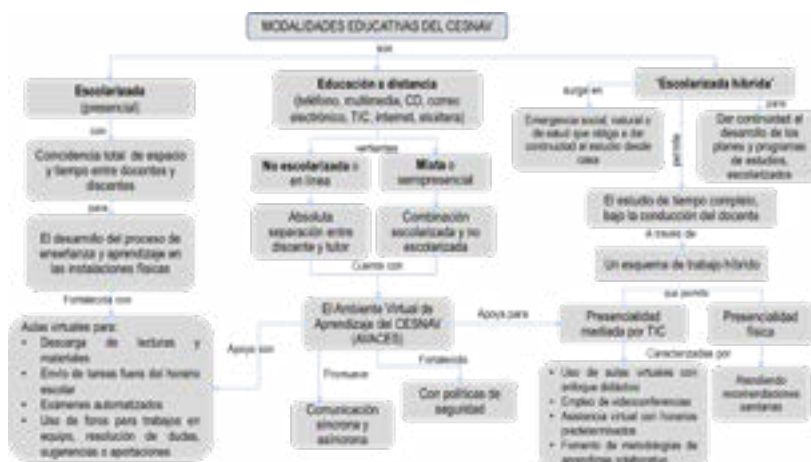 MODALIDADES EDUCATIVAS DEL CESNAV
son
Escolarizada
(presencial)
con
Coincidencia total de espacio
y tiempo entre docentes y
discentes
para
El desarrollo del proceso de
enseñanza y aprendizaje en
las instalaciones físicas
Fortalecida con
Aulas virtuales para:
• Descarga de lecturas y
materiales
• Envío de tareas fuera del horario
escolar
• Exámenes automatizados
• Uso de foros para trabajos en
equipo, resolución de dudas,
sugerencias o aportaciones
Educación a distancia
(teléfono, multimedia, CD, correo
electrónico, TIC, internet, etcétera)
vertientes
No escolarizada o
en línea
Mixta o
semipresencial
Absoluta
separación entre
discente y tutor
Combinación
escolarizada y no
escolarizada
Cuenta con
El Ambiente Virtual de
Aprendizaje del CESNAV
(AVACES)
Apoya con
Apoya para
Promueve
Fortalecido
Comunicación
síncrona y
asíncrona
Con políticas de
seguridad
"Escolarizada híbrida"
surge en
permite
para
Emergencia social, natural o
de salud que obliga a dar
continuidad al estudio desde
casa
Dar continuidad al
desarrollo de los
planes y programas
de estudios,
escolarizados
El estudio de tiempo completo,
bajo la conducción del docente
A través de
Un esquema de trabajo híbrido
que permite
Presencialidad
mediada por TIC
Presencialidad
física
Caracterizadas por
• Uso de aulas virtuales con
enfoque didáctico
• Empleo de videoconferencias
• Asistencia virtual con horarios
predeterminados
• Fomento de metodologías de
aprendizaje colaborativo
Atendiendo
recomendaciones
sanitarias